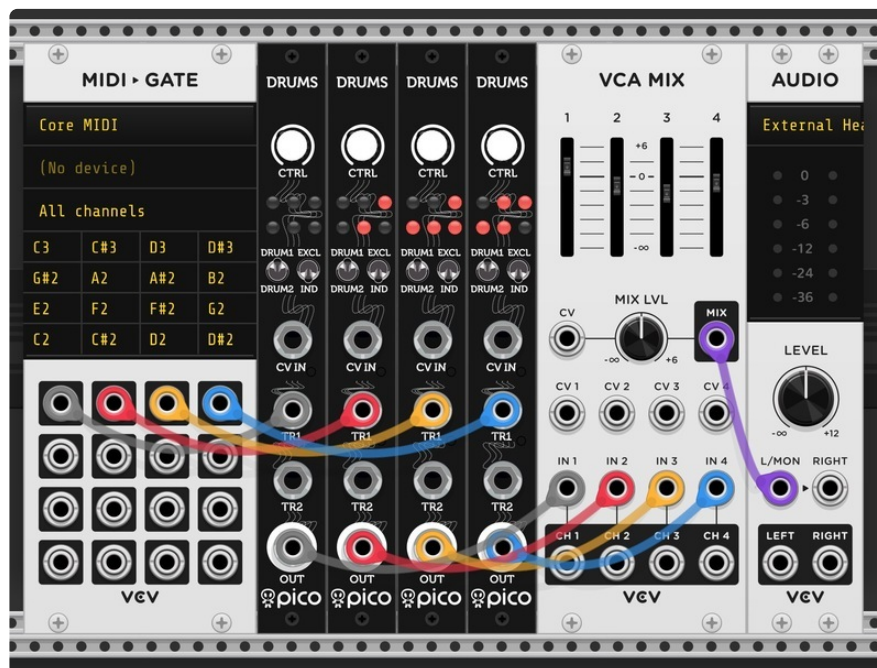 MIDI ▸ GATE
Core MIDI
(No device)
All channels
C3 C#3 D3 D#3
G#2 A2 A#2 B2
E2 F2 F#2 G2
C2 C#2 D2 D#2
VCV
DRUMS
CTRL
DRUM1 EXCL
DRUM2 IND
CV IN
TR1
TR2
OUT
pico
DRUMS
CTRL
DRUM1 EXCL
DRUM2 IND
CV IN
TR1
TR2
OUT
pico
DRUMS
CTRL
DRUM1 EXCL
DRUM2 IND
CV IN
TR1
TR2
OUT
pico
DRUMS
CTRL
DRUM1 EXCL
DRUM2 IND
CV IN
TR1
TR2
OUT
pico
VCA MIX
1 2 3 4
+6
-0-
-∞
MIX LVL
CV MIX
-∞ +6
CV 1 CV 2 CV 3 CV 4
IN 1 IN 2 IN 3 IN 4
CH 1 CH 2 CH 3 CH 4
VCV
AUDIO
External Hea
0
-3
-6
-12
-24
-36
LEVEL
-∞ +12
L/MON RIGHT
LEFT RIGHT
VCV